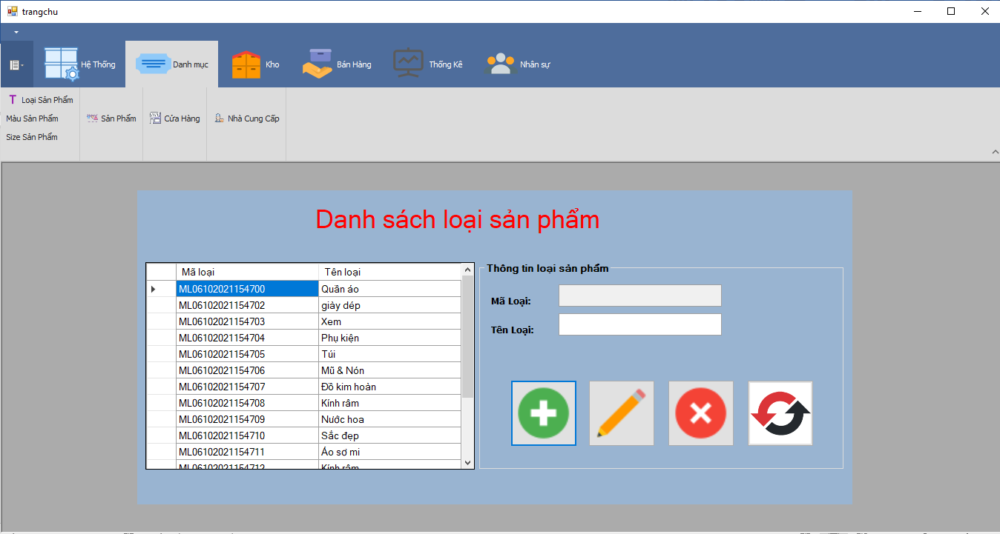 trangchu
Hệ Thống
Danh mục
Kho
Bán Hàng
Thống Kê
Nhân sự
T Loại Sản Phẩm
Màu Sản Phẩm
Size Sản Phẩm
Sản Phẩm
Cửa Hàng
Nhà Cung Cấp
Danh sách loại sản phẩm
Mã loại Tên loại
ML06102021154700 Quần áo
ML06102021154702 giày dép
ML06102021154703 Xem
ML06102021154704 Phụ kiện
ML06102021154705 Túi
ML06102021154706 Mũ & Nón
ML06102021154707 Đồ kim hoàn
ML06102021154708 Kính râm
ML06102021154709 Nước hoa
ML06102021154710 Sắc đẹp
ML06102021154711 Áo sơ mi
ML06102021154712 Kính râm
Thông tin loại sản phẩm
Mã Loại:
Tên Loại: